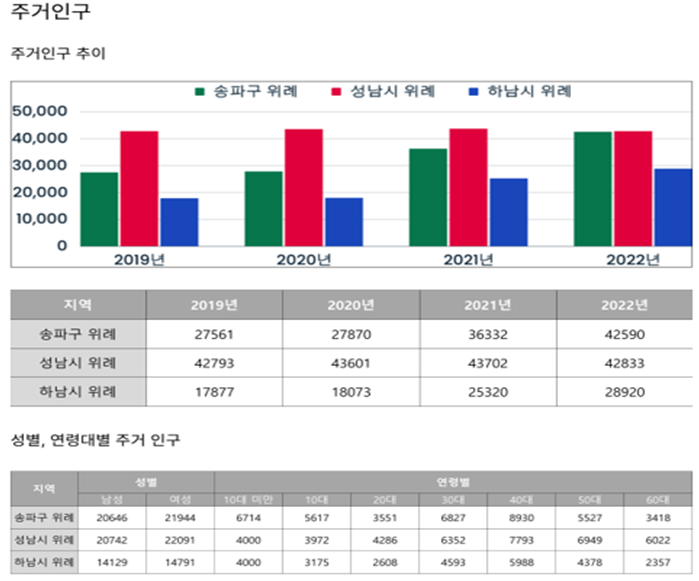 주거인구
주거인구 추이
송파구 위례 성남시 위례 하남시 위례
50,000
40,000
30,000
20,000
10,000
0
2019년 2020년 2021년 2022년
지역 2019년 2020년 2021년 2022년
송파구 위례 27561 27870 36332 42590
성남시 위례 42793 43601 43702 42833
하남시 위례 17877 18073 25320 28920
성별, 연령대별 주거 인구
지역 성별 연령별
남성 여성 10대 미만 10대 20대 30대 40대 50대 60대
송파구 위례 20646 21944 6714 5617 3551 6827 8930 5527 3418
성남시 위례 20742 22091 4000 3972 4286 6352 7793 6949 6022
하남시 위례 14129 14791 4000 3175 2608 4593 5988 4378 2357